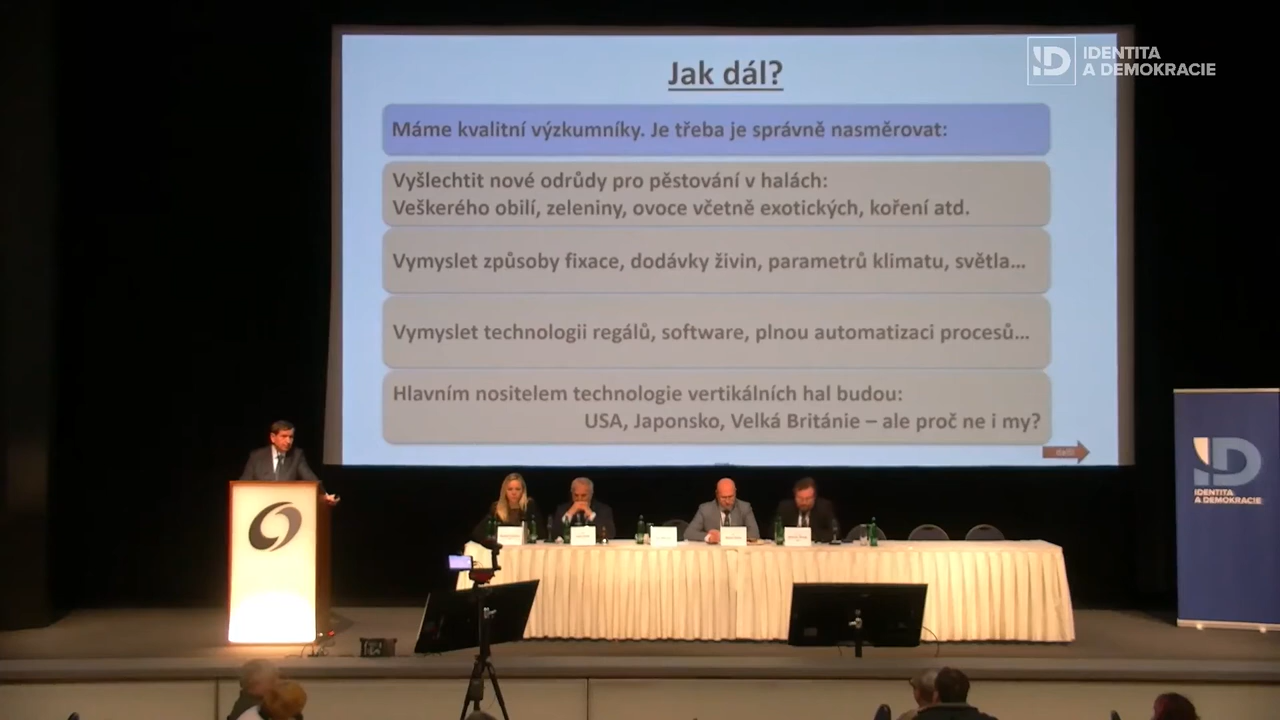 Jak dál?
IDENTITA
A DEMOKRACIE
Máme kvalitní výzkumníky. Je třeba je správně nasměrovat:
Vyšlechtit nové odrůdy pro pěstování v halách:
Veškerého obilí, zeleniny, ovoce včetně exotických, koření atd.
Vymyslet způsoby fixace, dodávky živin, parametrů klimatu, světla...
Vymyslet technologii regálů, software, plnou automatizaci procesů...
Hlavním nositelem technologie vertikálních hal budou:
USA, Japonsko, Velká Británie – ale proč ne i my?
další
IDENTITA
A DEMOKRACIE